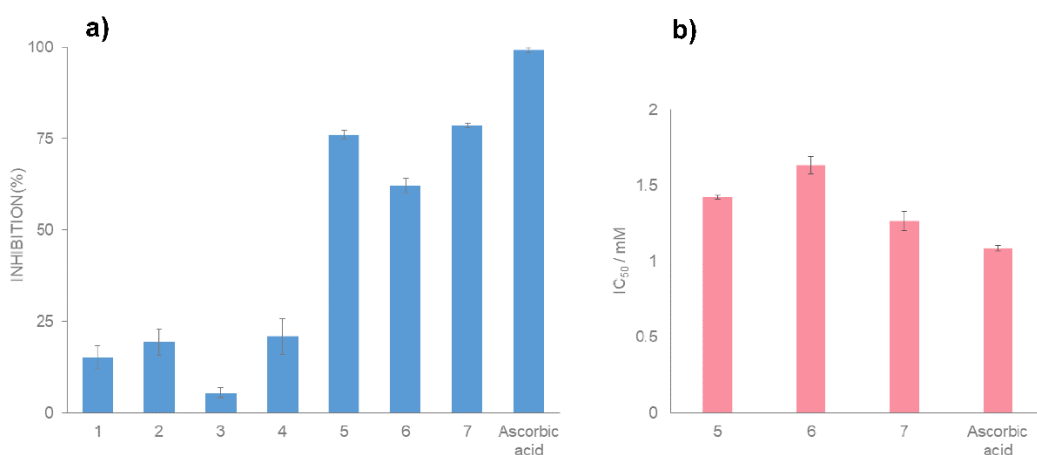 a)
INHIBITION (%)
100
75
50
25
0
1 2 3 4 5 6 7 Ascorbic
acid
b)
IC50 / mM
2
1.5
1
0.5
0
5 6 7 Ascorbic
acid